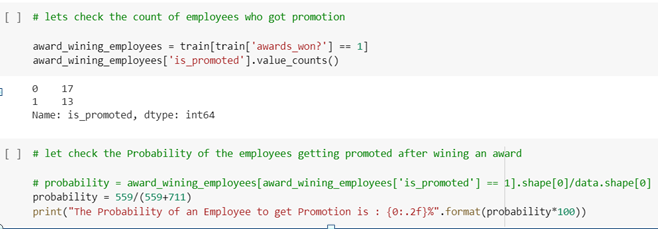 [ ] # lets check the count of employees who got promotion
award_wining_employees = train[train['awards_won?'] == 1]
award_wining_employees['is_promoted'].value_counts()
0    17
1    13
Name: is_promoted, dtype: int64
[ ] # let check the Probability of the employees getting promoted after wining an award
# probability = award_wining_employees[award_wining_employees['is_promoted'] == 1].shape[0]/data.shape[0]
probability = 559/(559+711)
print("The Probability of an Employee to get Promotion is : {0:.2f}%".format(probability*100))